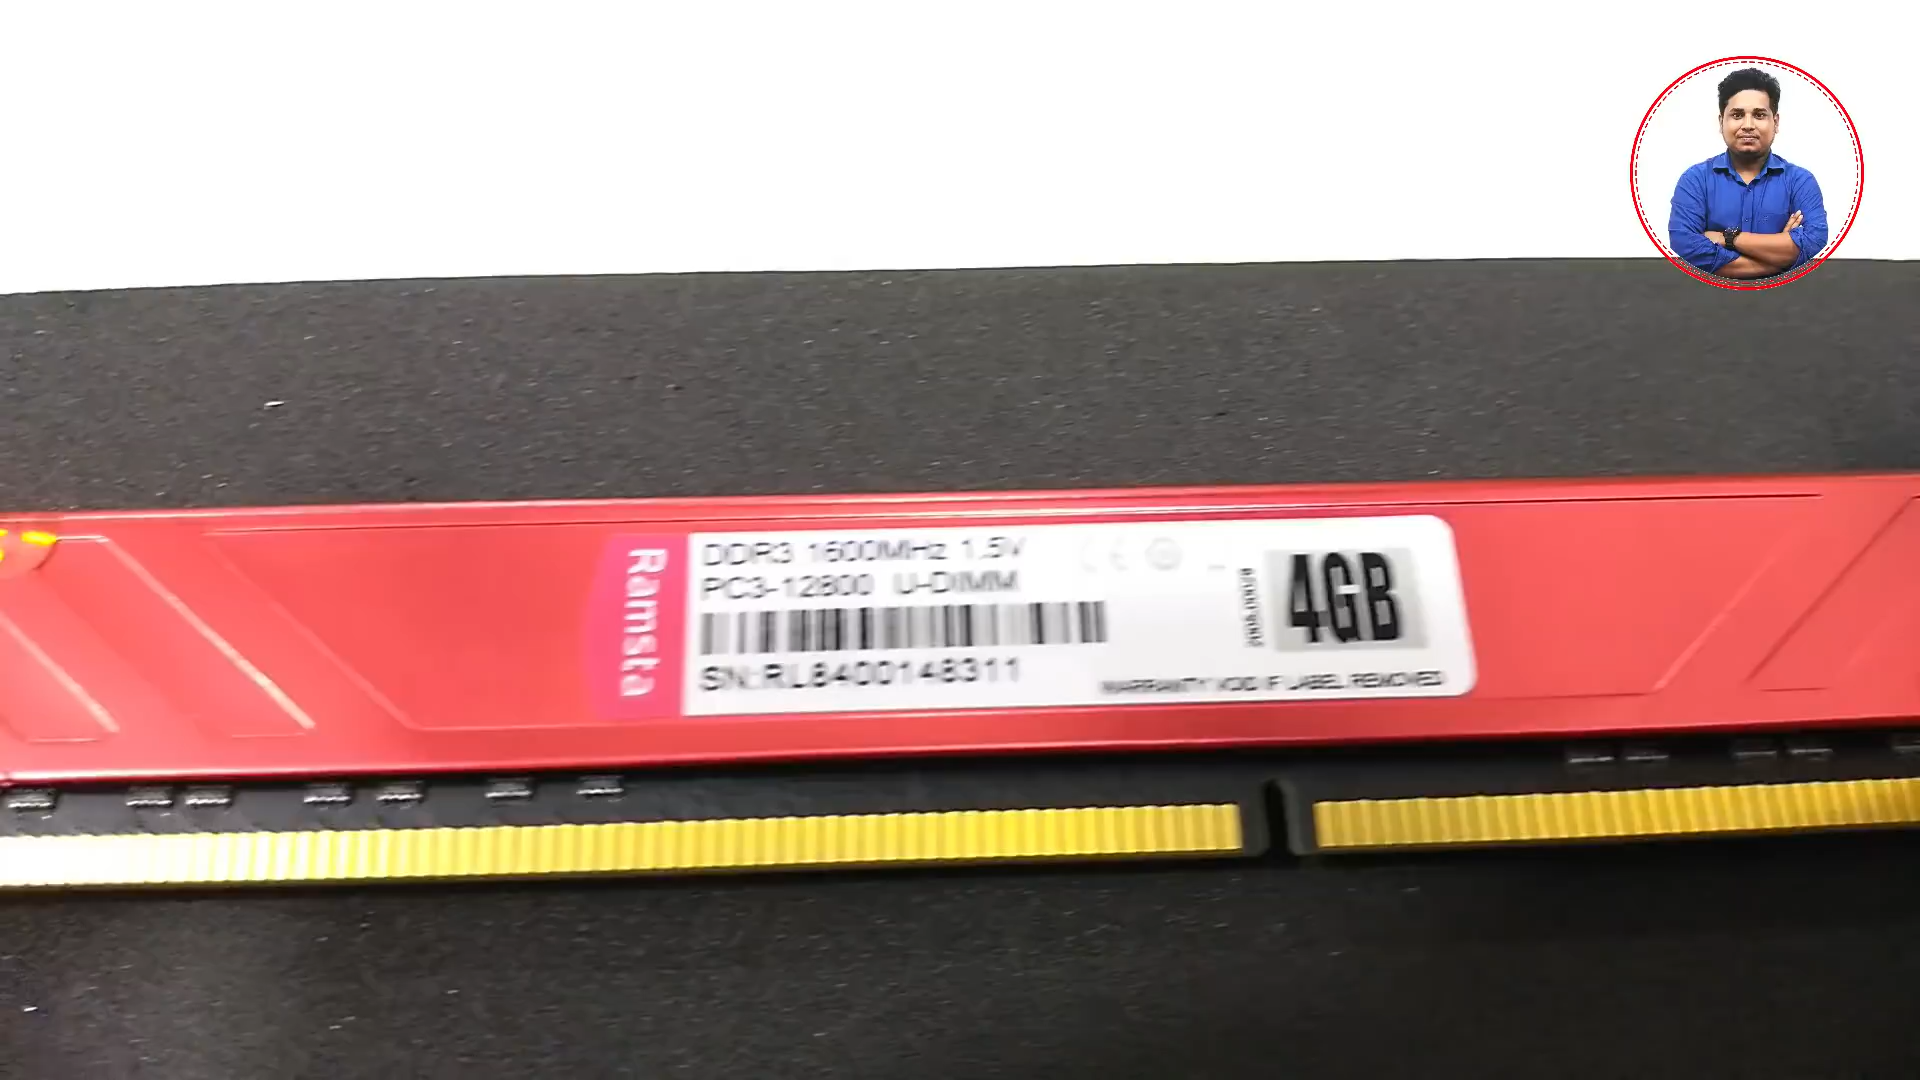 Ramsta
DDR3 1600MHz 1.5V
PC3-12800 U-DIMM
SN:RL8400148311
4GB
WARRANTY VOID IF LABEL REMOVED